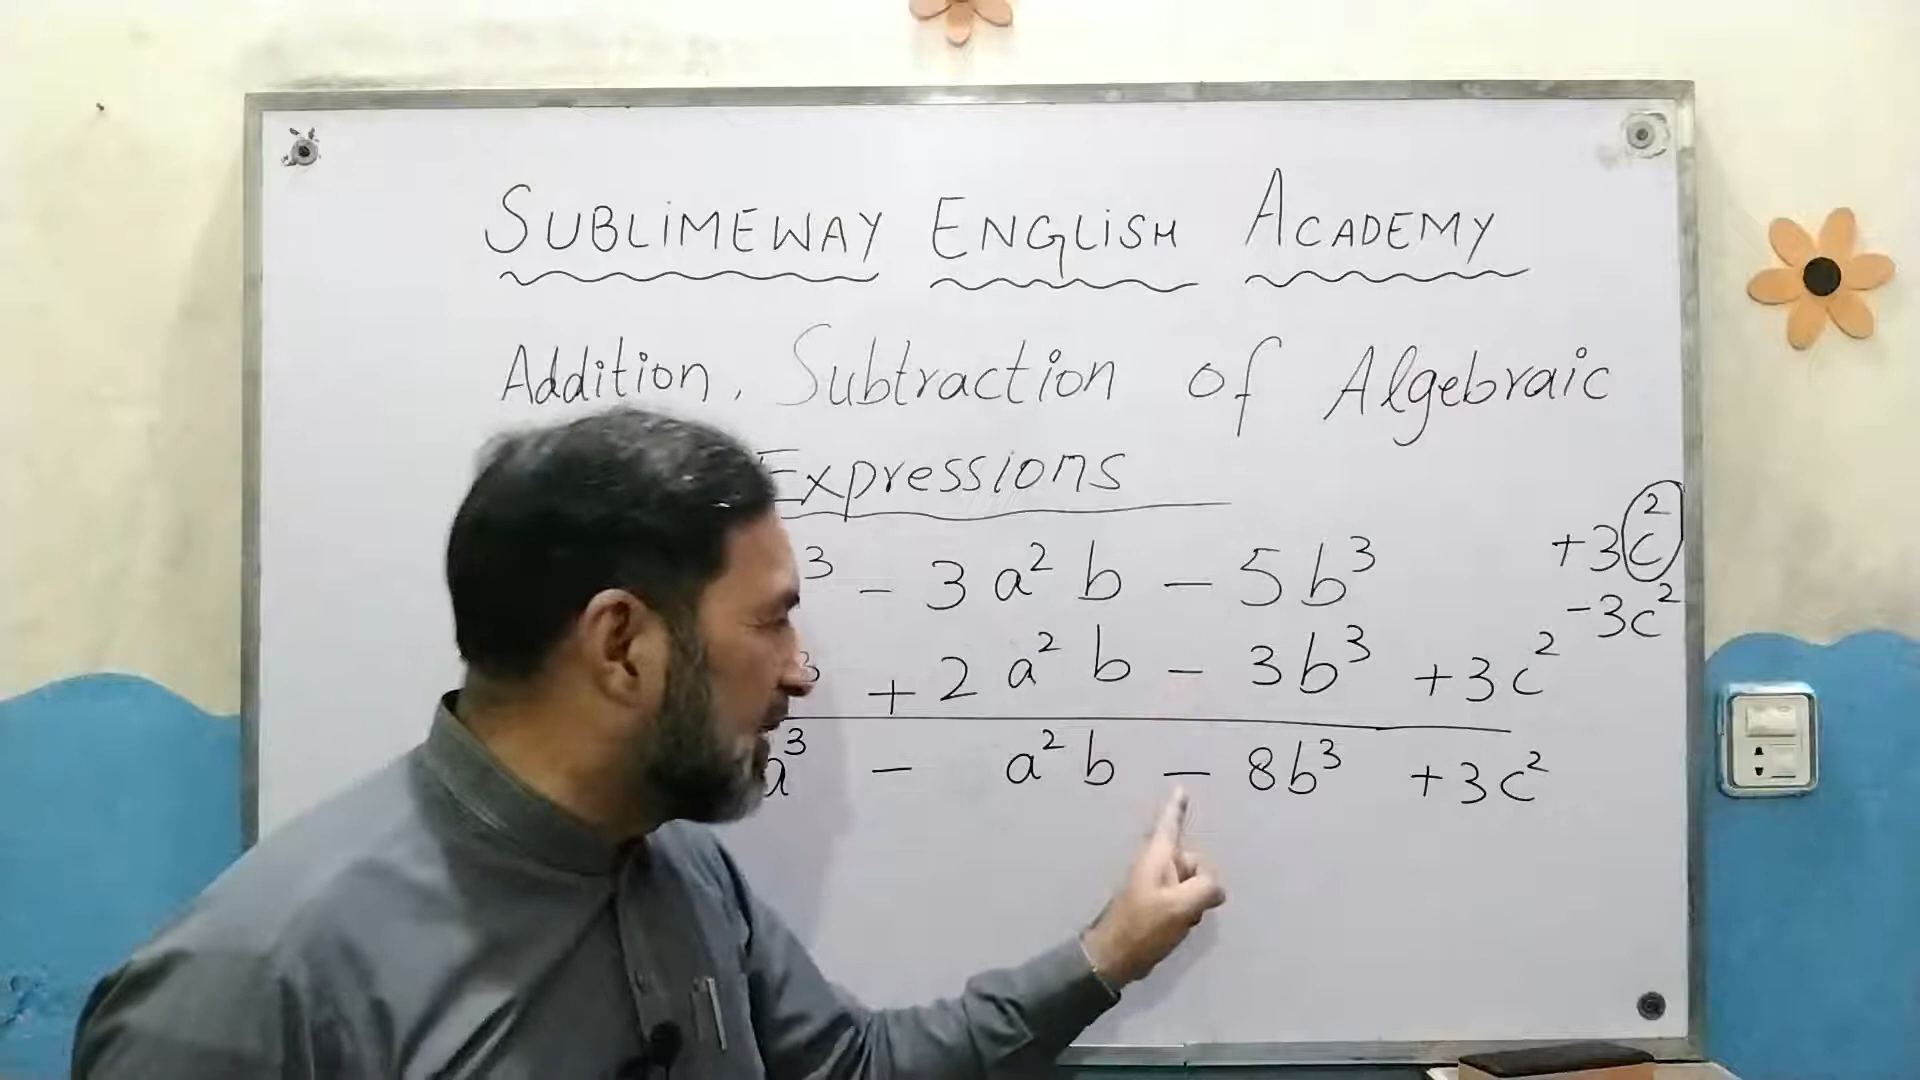 SUBLIMEWAY ENGLISH ACADEMY
Addition, Subtraction of Algebraic
Expressions
³ - 3a²b - 5b³
+3c²
-3c²
³ + 2a²b - 3b³ + 3c²
a³ - a²b - 8b³ + 3c²